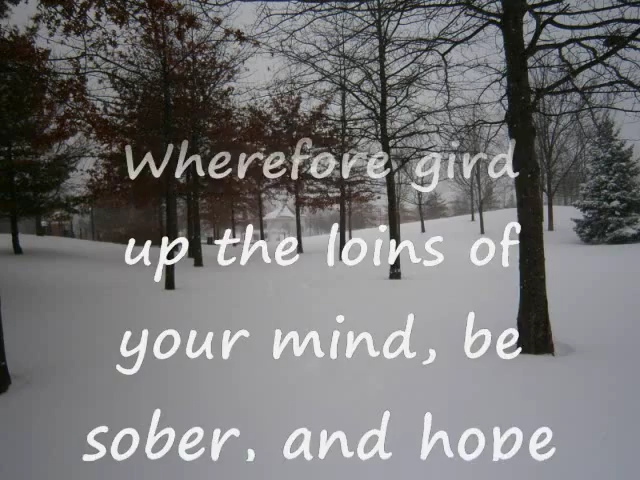 Wherefore gird
up the loins of
your mind, be
sober, and hope